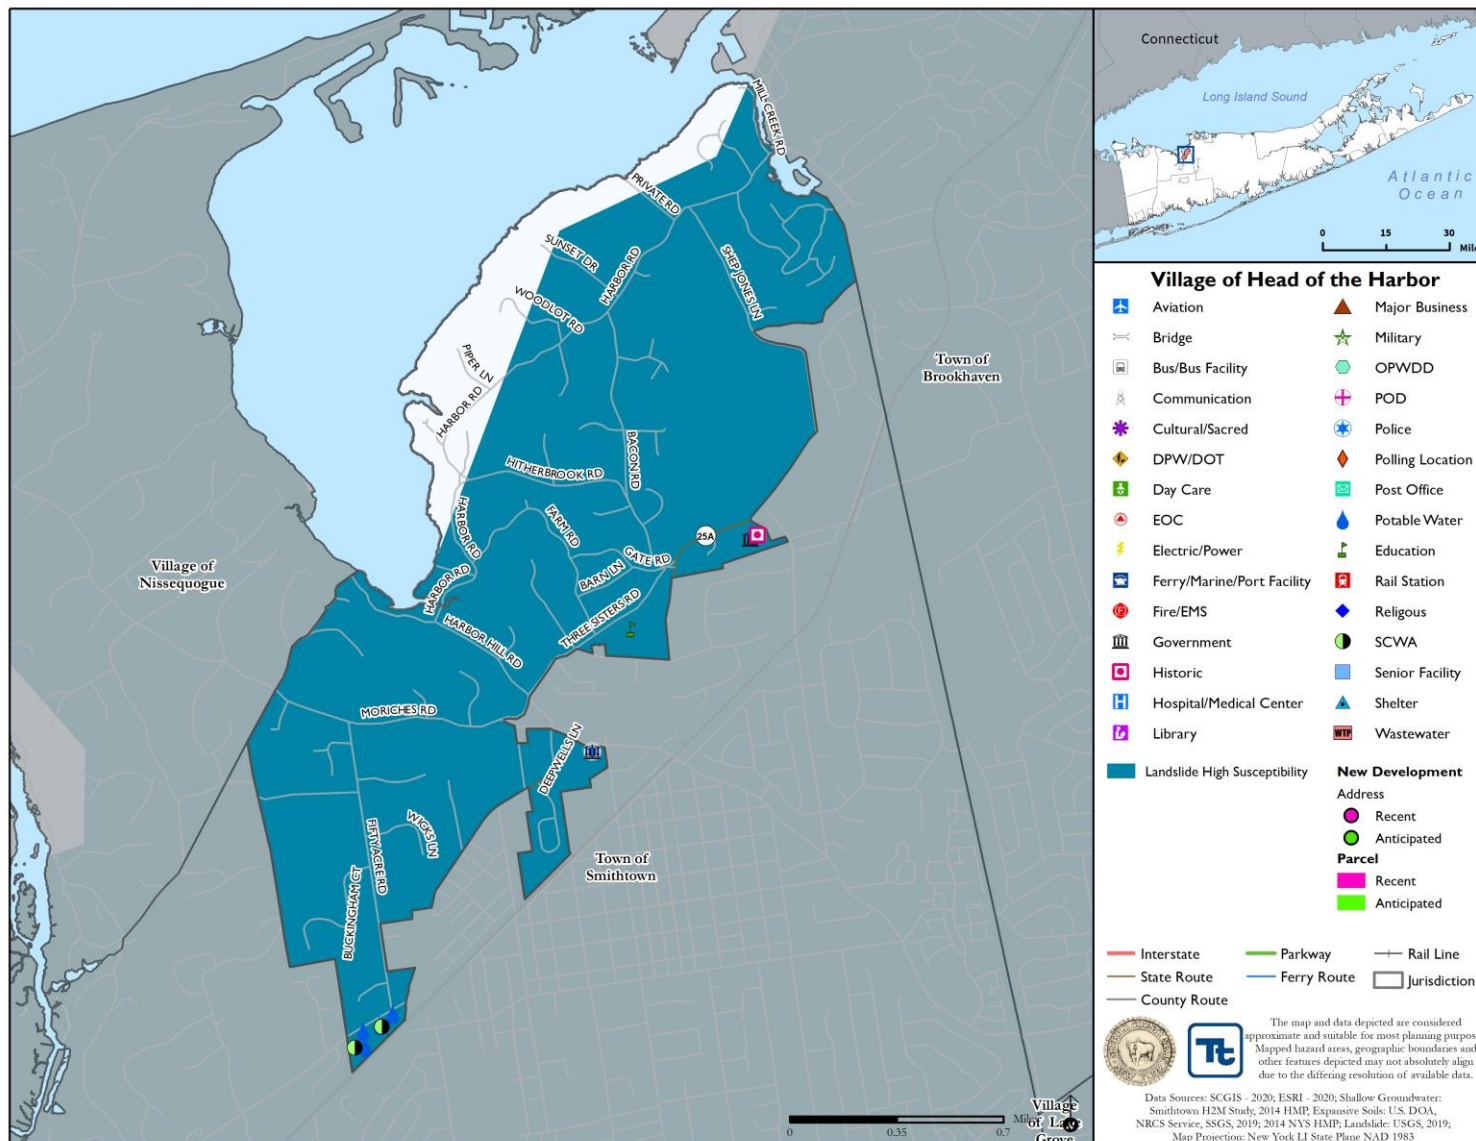 Connecticut
Long Island Sound
Atlantic
Ocean
0 15 30
Village of Head of the Harbor
Aviation
Bridge
Bus/Bus Facility
Communication
Cultural/Sacred
DPW/DOT
Day Care
EOC
Electric/Power
Ferry/Marine/Port Facility
Fire/EMS
Government
Historic
Hospital/Medical Center
Library
Major Business
Military
OPWDD
POD
Police
Polling Location
Post Office
Potable Water
Education
Rail Station
Religous
SCWA
Senior Facility
Shelter
WTP Wastewater
Landslide High Susceptibility
New Development
Address
Recent
Anticipated
Parcel
Recent
Anticipated
Interstate
State Route
County Route
Parkway
Ferry Route
Rail Line
Jurisdiction
Tt
The map and data depicted are considered
approximate and suitable for most planning
Mapped hazard areas, geographic boundaries and
other features depicted may not absolutely align
due to the differing resolution of available data.
Data Sources: SCGIS - 2020; ESRI - 2020; Shallow Groundwater:
Smithtown H2M Study, 2014 HMP, Expansive Soils: U.S. DOA,
NRCS Service, SSGS, 2019; 2014 NYS HMP; Landslide: USGS, 2019;
Map Projection: New York LI State Plane NAD 1983
MILL CREEK RD
PRIVATE RD
SUNSET DR
HARBOR RD
SHEP JONES LN
WOODLOT RD
PIPER LN
HARBOR RD
Town of
Brookhaven
BACON RD
HITHERBROOK RD
HARBOR RD
FARM RD
25A
GATE RD
BARN LN
HARBOR RD
Village of
Nissequogue
THREE SISTERS RD
HARBOR HILL RD
MORICHES RD
DEEPWELLS LN
WICKS LN
FIFTY ACRE RD
BUCKINGHAM CT
Town of
Smithtown
Village
of Lake
Grove
0 0.35 0.7